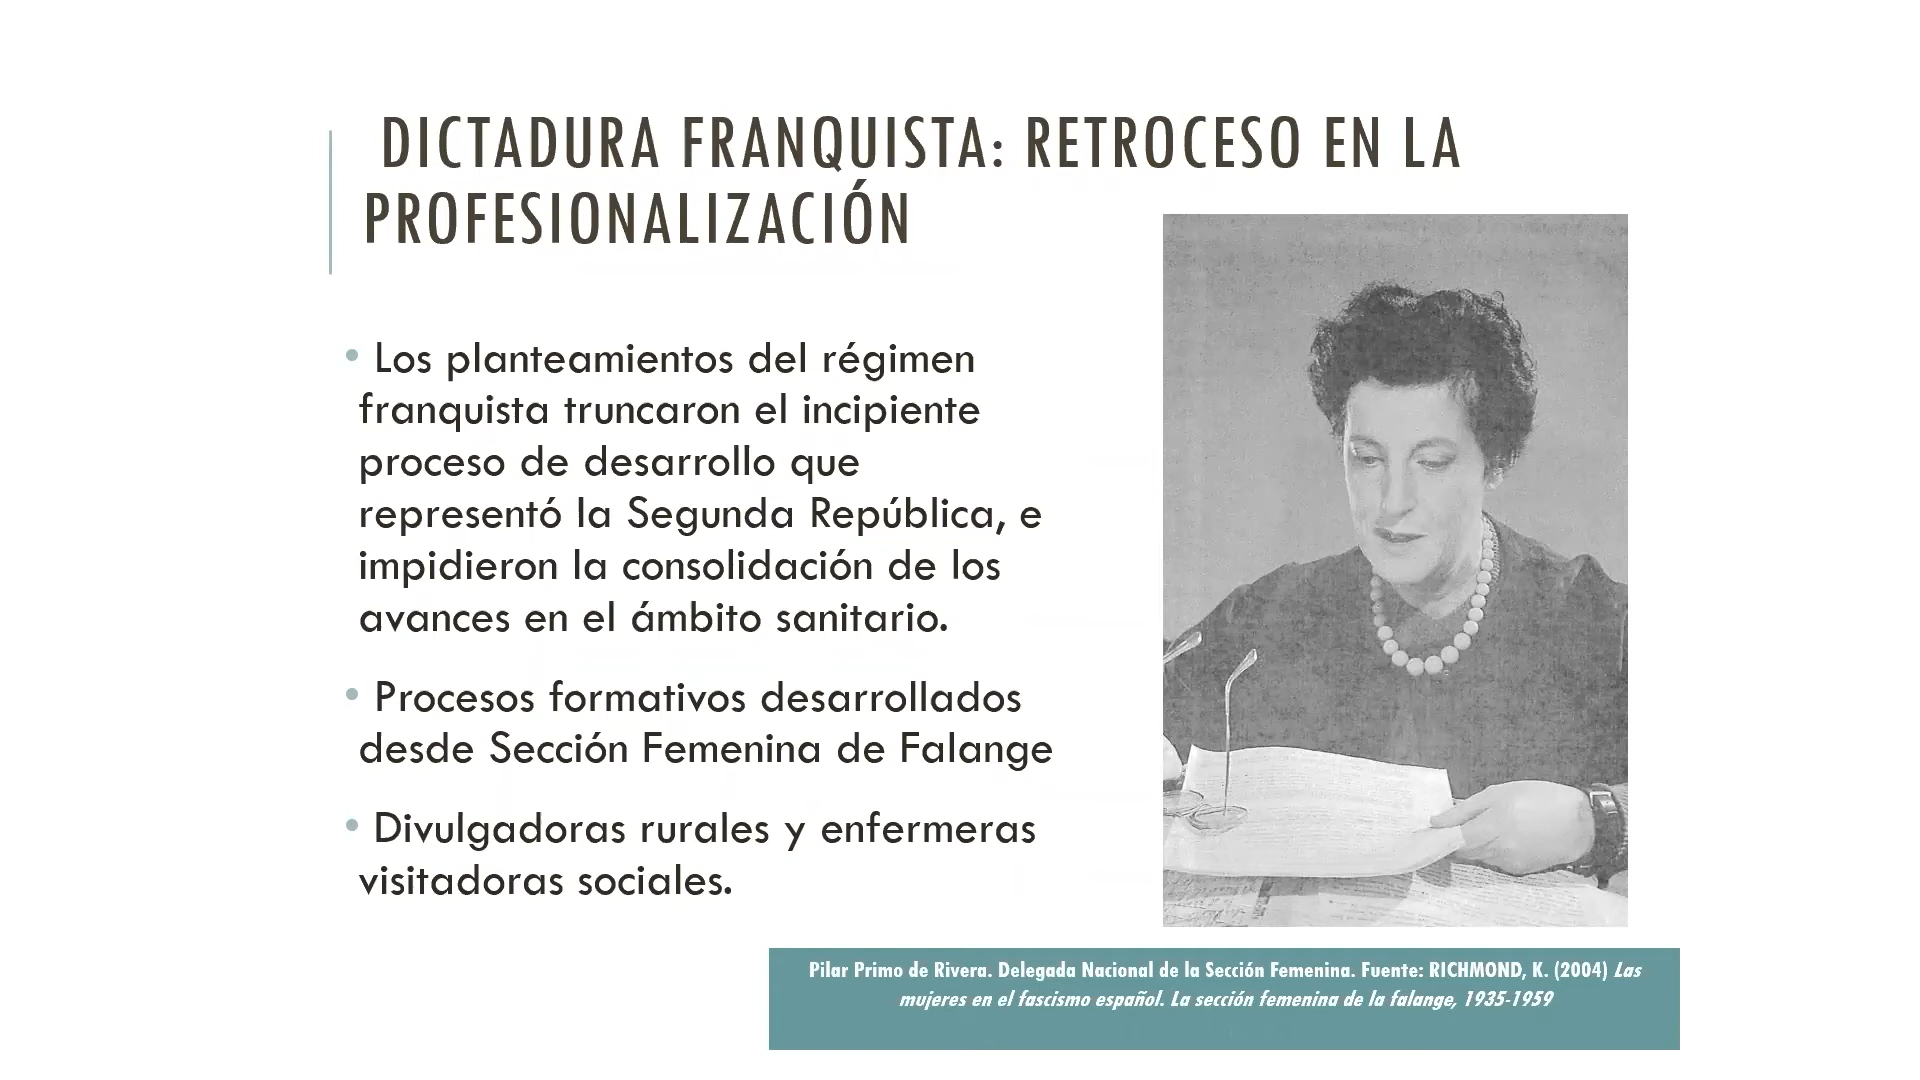 DICTADURA FRANQUISTA: RETROCESO EN LA
PROFESIONALIZACIÓN
• Los planteamientos del régimen
franquista truncaron el incipiente
proceso de desarrollo que
representó la Segunda República, e
impidieron la consolidación de los
avances en el ámbito sanitario.
• Procesos formativos desarrollados
desde Sección Femenina de Falange
• Divulgadoras rurales y enfermeras
visitadoras sociales.
Pilar Primo de Rivera. Delegada Nacional de la Sección Femenina. Fuente: RICHMOND, K. (2004) Las
mujeres en el fascismo español. La sección femenina de la falange, 1935-1959